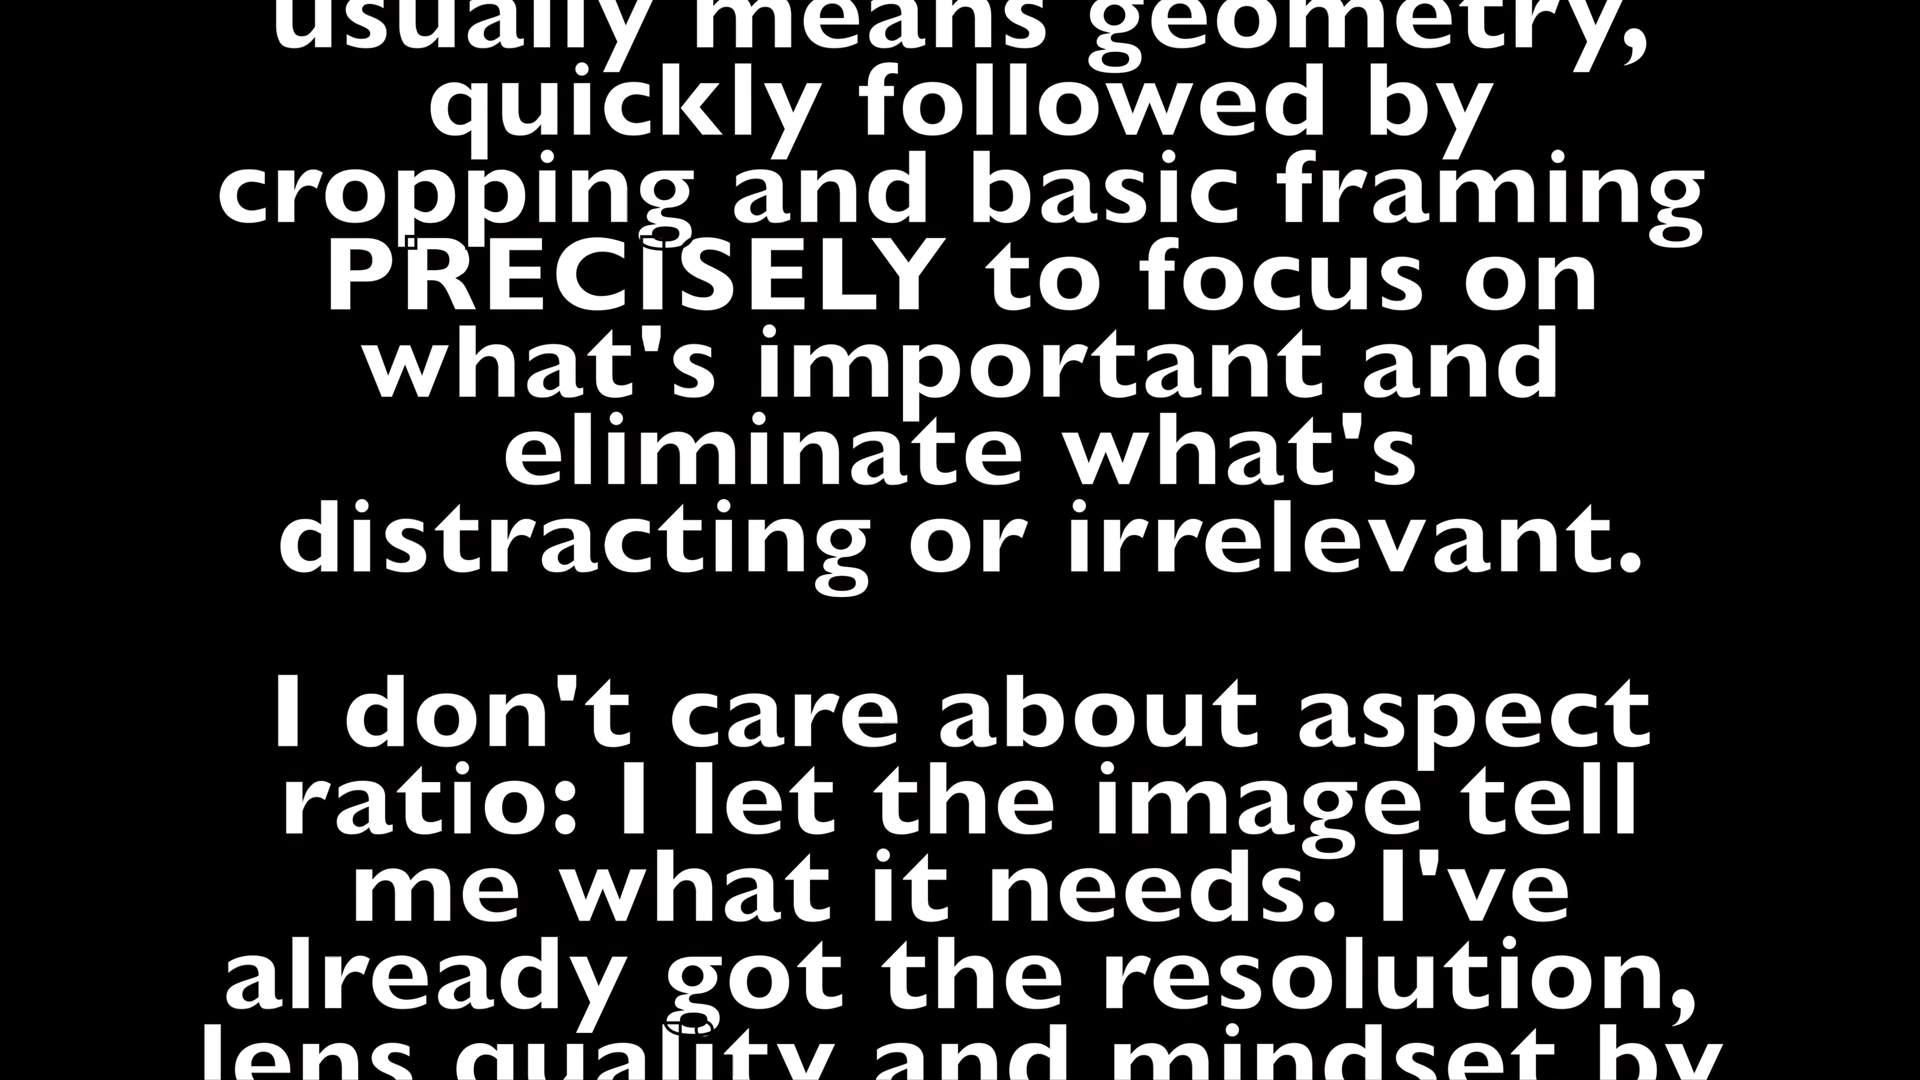 usually means geometry,
quickly followed by
cropping and basic framing
PRECISELY to focus on
what's important and
eliminate what's
distracting or irrelevant.
I don't care about aspect
ratio: I let the image tell
me what it needs. I've
already got the resolution,
lens quality and mindset by